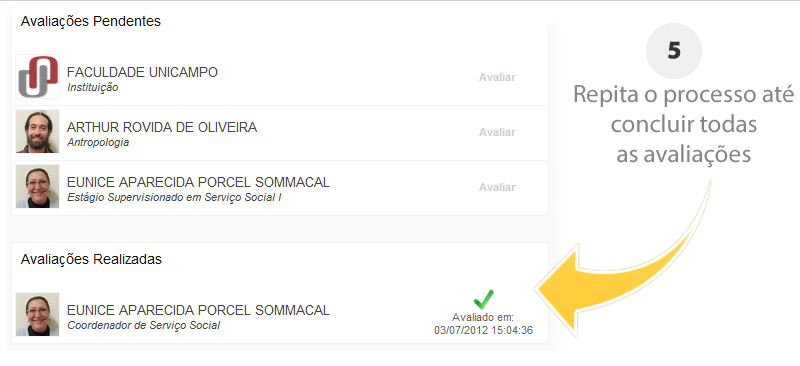 Avaliações Pendentes
FACULDADE UNICAMPO
Instituição
Avaliar
ARTHUR ROVIDA DE OLIVEIRA
Antropologia
Avaliar
EUNICE APARECIDA PORCEL SOMMACAL
Estágio Supervisionado em Serviço Social I
Avaliar
Avaliações Realizadas
EUNICE APARECIDA PORCEL SOMMACAL
Coordenador de Serviço Social
Avaliado em:
03/07/2012 15:04:36
5
Repita o processo até
concluir todas
as avaliações